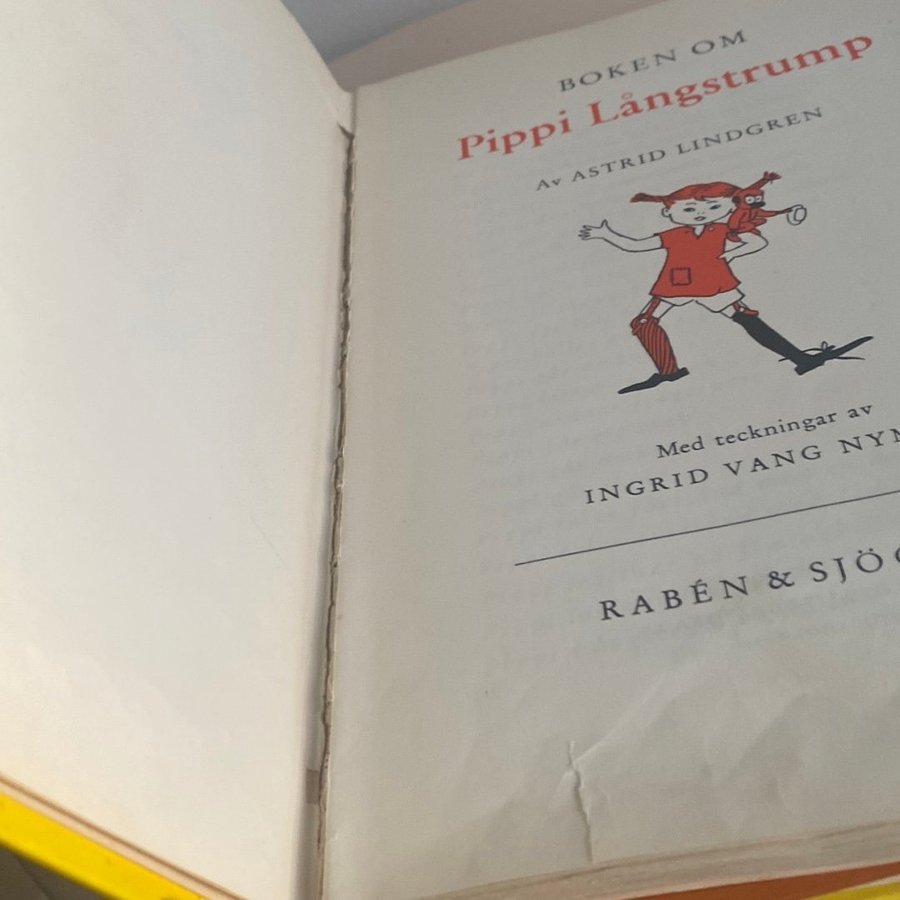 BOKEN OM
Pippi Långstrump
Av ASTRID LINDGREN
Med teckningar av
INGRID VANG
RABÉN &